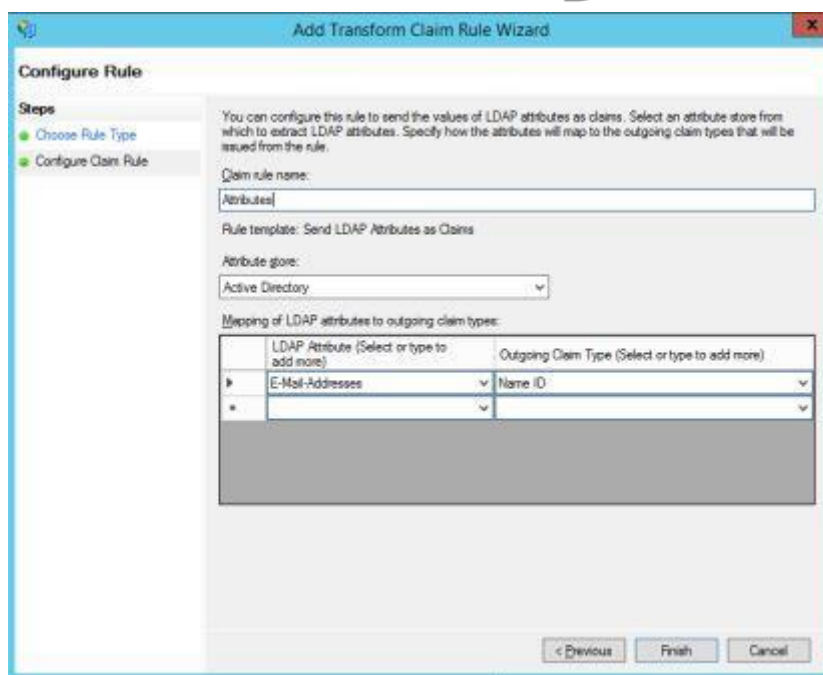 Add Transform Claim Rule Wizard
x
Configure Rule
Steps
Choose Rule Type
Configure Claim Rule
You can configure this rule to send the values of LDAP attributes as claims. Select an attribute store from
which to extract LDAP attributes. Specify how the attributes will map to the outgoing claim types that will be
issued from the rule.
Claim rule name:
Attributes
Rule template: Send LDAP Attributes as Claims
Attribute store:
Active Directory
Mapping of LDAP attributes to outgoing claim types:
LDAP Attribute (Select or type to
add more)
Outgoing Claim Type (Select or type to add more)
E-Mail-Addresses
Name ID
*
< Previous
Finish
Cancel